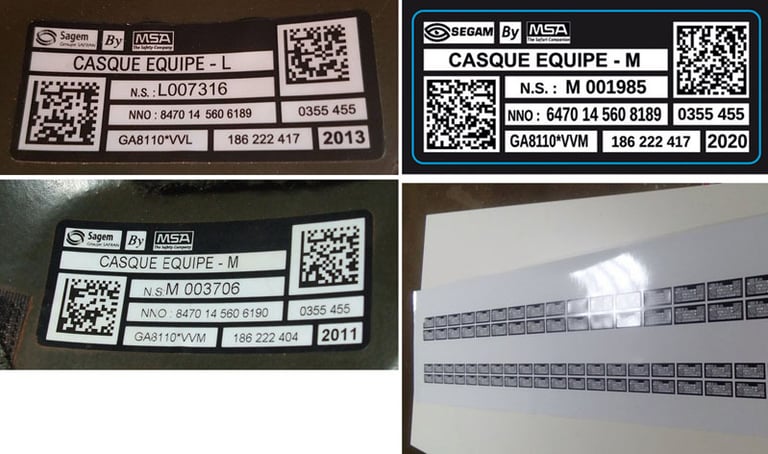 Sagem
Groupe SAFRAN
By
MSA
The Safety Company
CASQUE EQUIPE - L
N.S. : L007316
NNO : 8470 14 560 6189
0355 455
GA8110*VVL
186 222 417
2013
SEGAM
By
MSA
The Safari Companion
CASQUE EQUIPE - M
N.S. : M 001985
NNO : 6470 14 560 8189
0355 455
GA8110*VVM
186 222 417
2020
Sagem
Groupe SAFRAN
By
MSA
The Safety Company
CASQUE EQUIPE - M
N.S M 003706
NNO : 8470 14 560 6190
0355 455
GA8110*VVM
186 222 404
2011